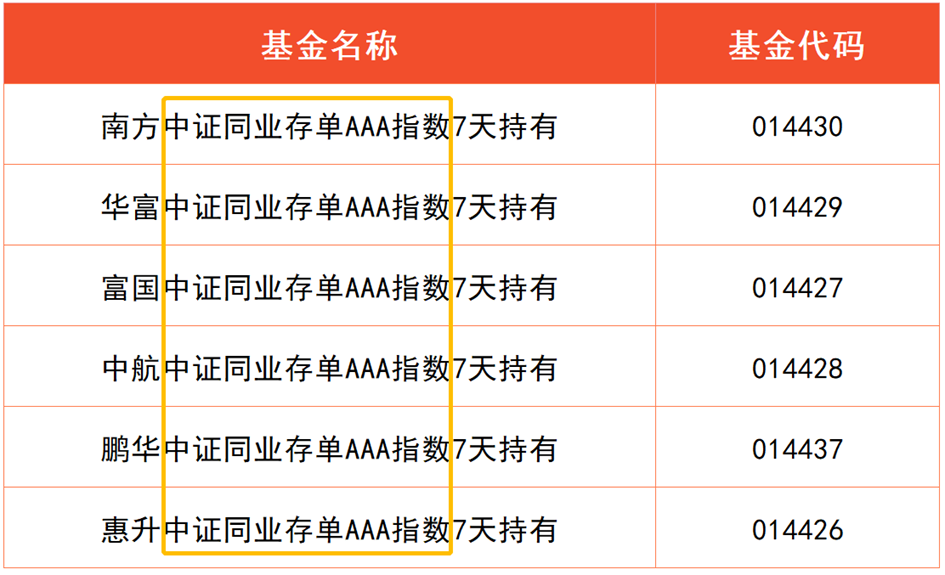 基金名称 基金代码
南方中证同业存单AAA指数7天持有 014430
华富中证同业存单AAA指数7天持有 014429
富国中证同业存单AAA指数7天持有 014427
中航中证同业存单AAA指数7天持有 014428
鹏华中证同业存单AAA指数7天持有 014437
惠升中证同业存单AAA指数7天持有 014426